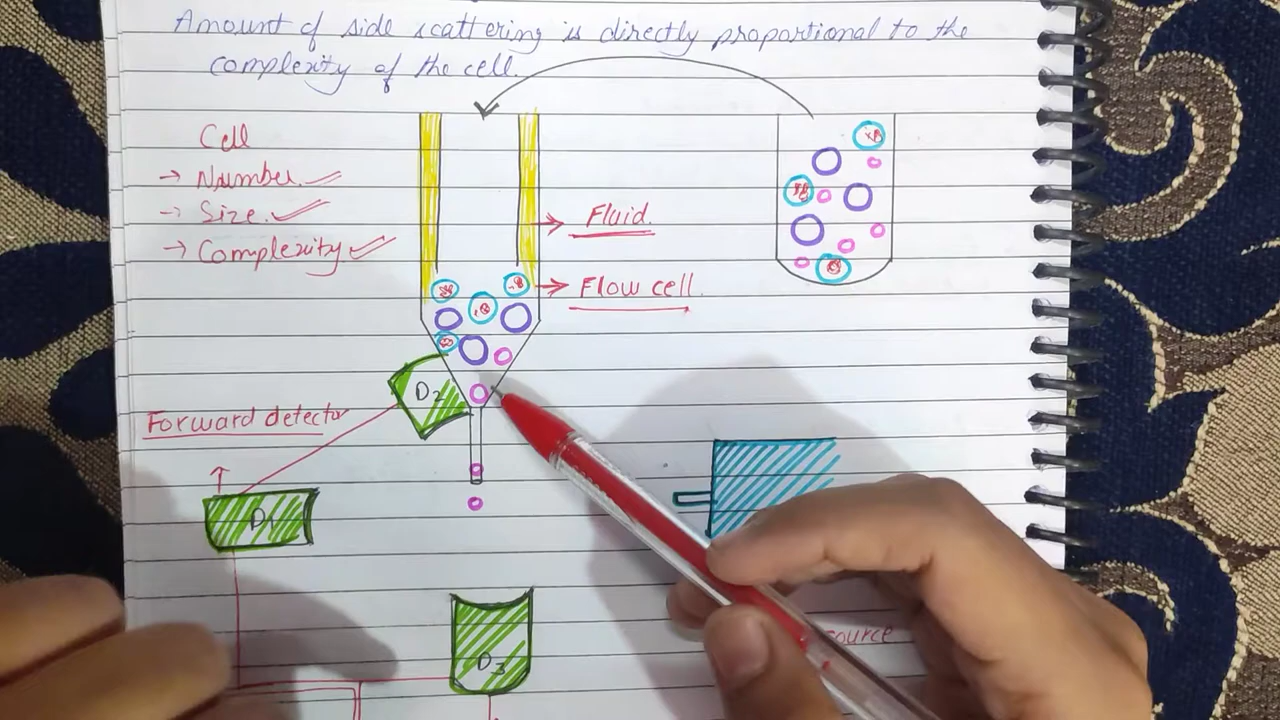 Amount of side scattering is directly proportional to the
complexity of the cell.
Cell
→ Number
→ Size
→ Complexity
Fluid
Flow cell
D2
Forward detector
D1
D3